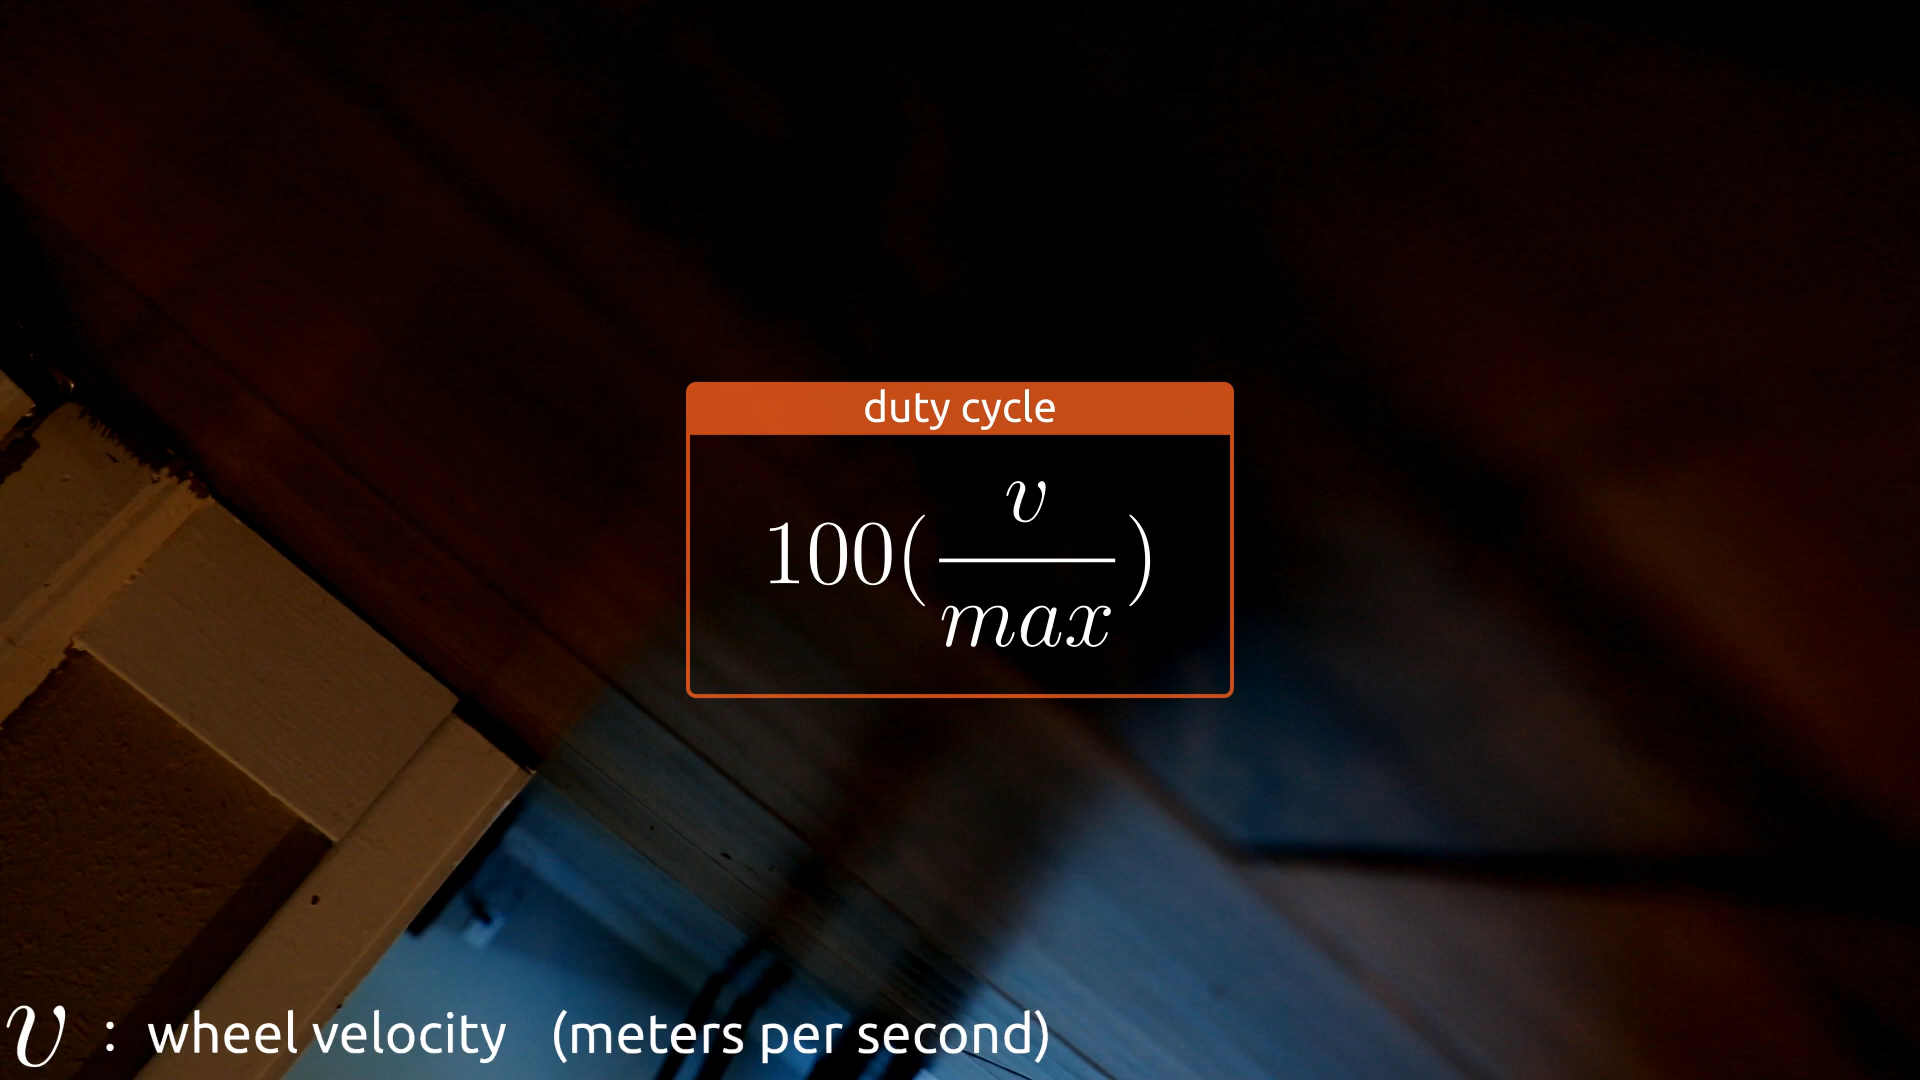 duty cycle
100(v/max)
v : wheel velocity (meters per second)